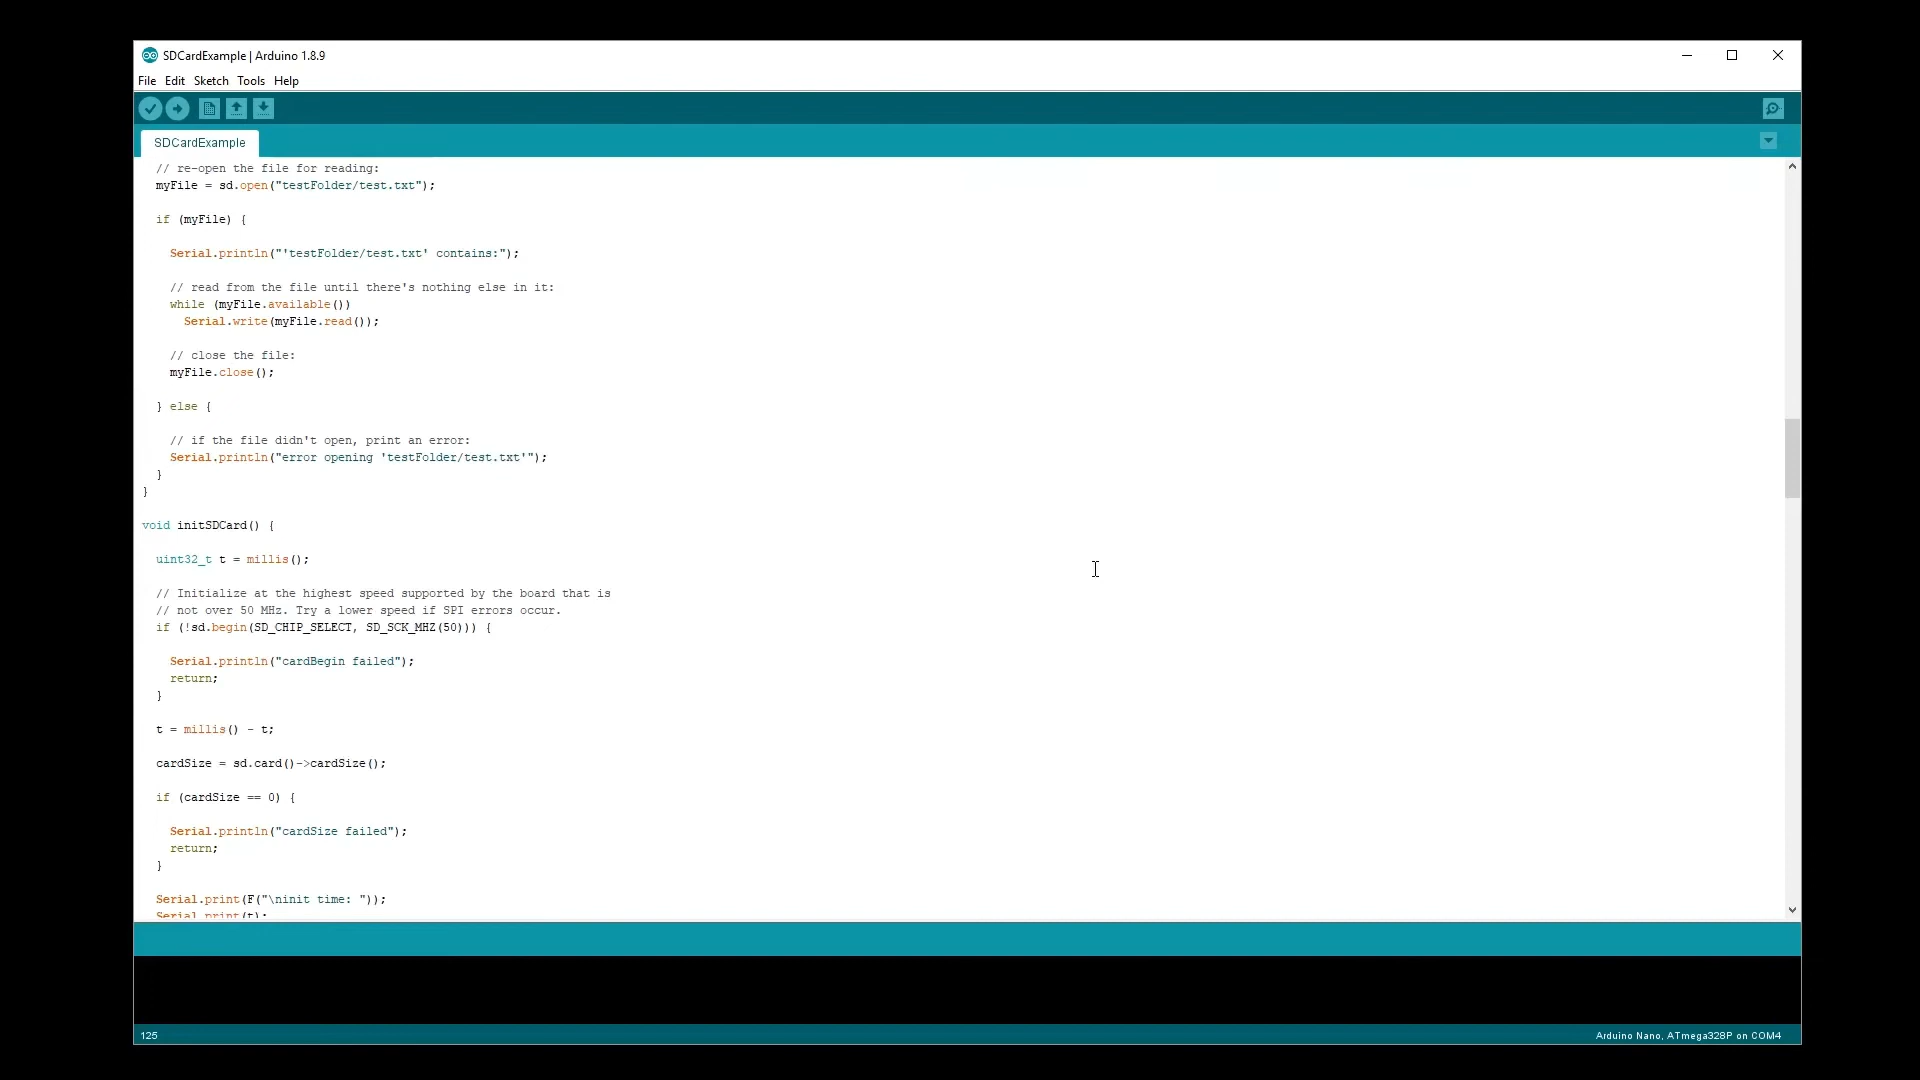 SDCardExample | Arduino 1.8.9
File Edit Sketch Tools Help
SDCardExample
// re-open the file for reading:
myFile = sd.open("testFolder/test.txt");
if (myFile) {
Serial.println("'testFolder/test.txt' contains:");
// read from the file until there's nothing else in it:
while (myFile.available())
Serial.write(myFile.read());
// close the file:
myFile.close();
} else {
// if the file didn't open, print an error:
Serial.println("error opening 'testFolder/test.txt'");
}
}
void initSDCard() {
uint32_t t = millis();
// Initialize at the highest speed supported by the board that is
// not over 50 MHz. Try a lower speed if SPI errors occur.
if (!sd.begin(SD_CHIP_SELECT, SD_SCK_MHZ(50))) {
Serial.println("cardBegin failed");
return;
}
t = millis() - t;
cardSize = sd.card()->cardSize();
if (cardSize == 0) {
Serial.println("cardSize failed");
return;
}
Serial.print(F("\ninit time: "));
Serial.print(t);
125
Arduino Nano, ATmega328P on COM4